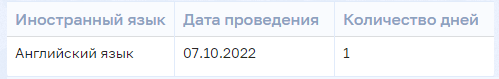 Иностранный язык Дата проведения Количество дней
Английский язык 07.10.2022 1